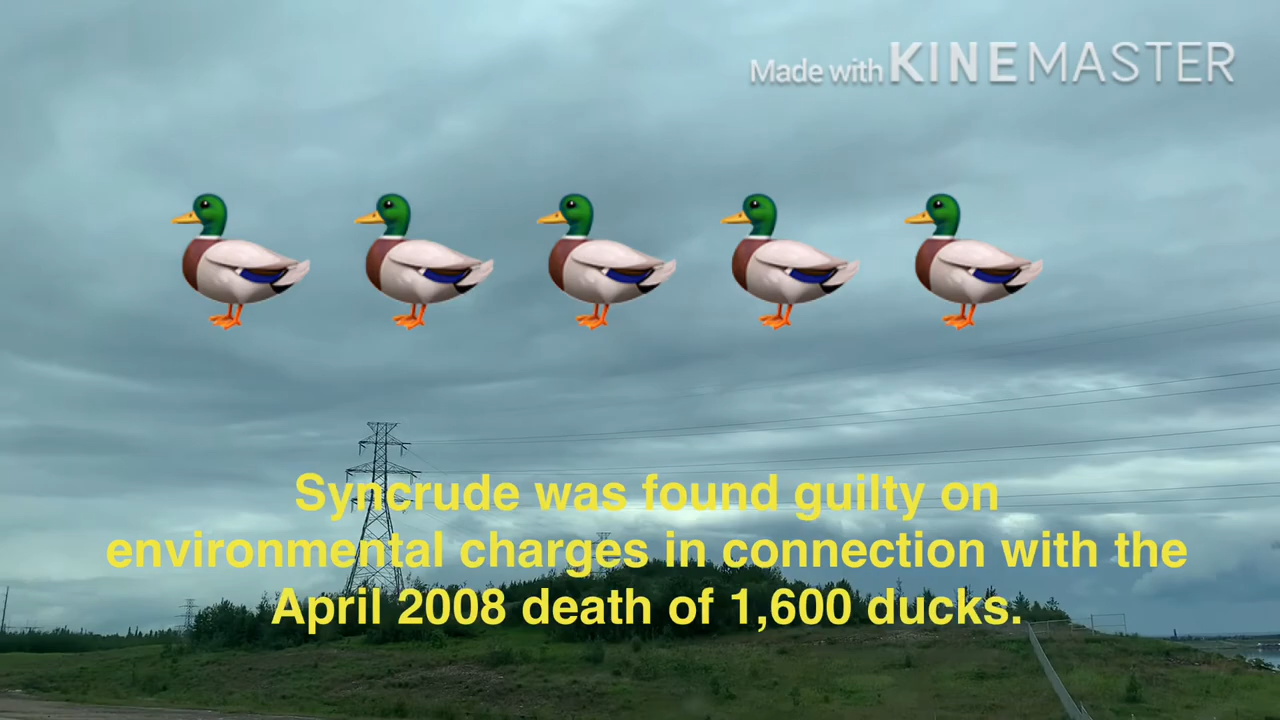 Made with KINEMASTER
Syncrude was found guilty on
environmental charges in connection with the
April 2008 death of 1,600 ducks.